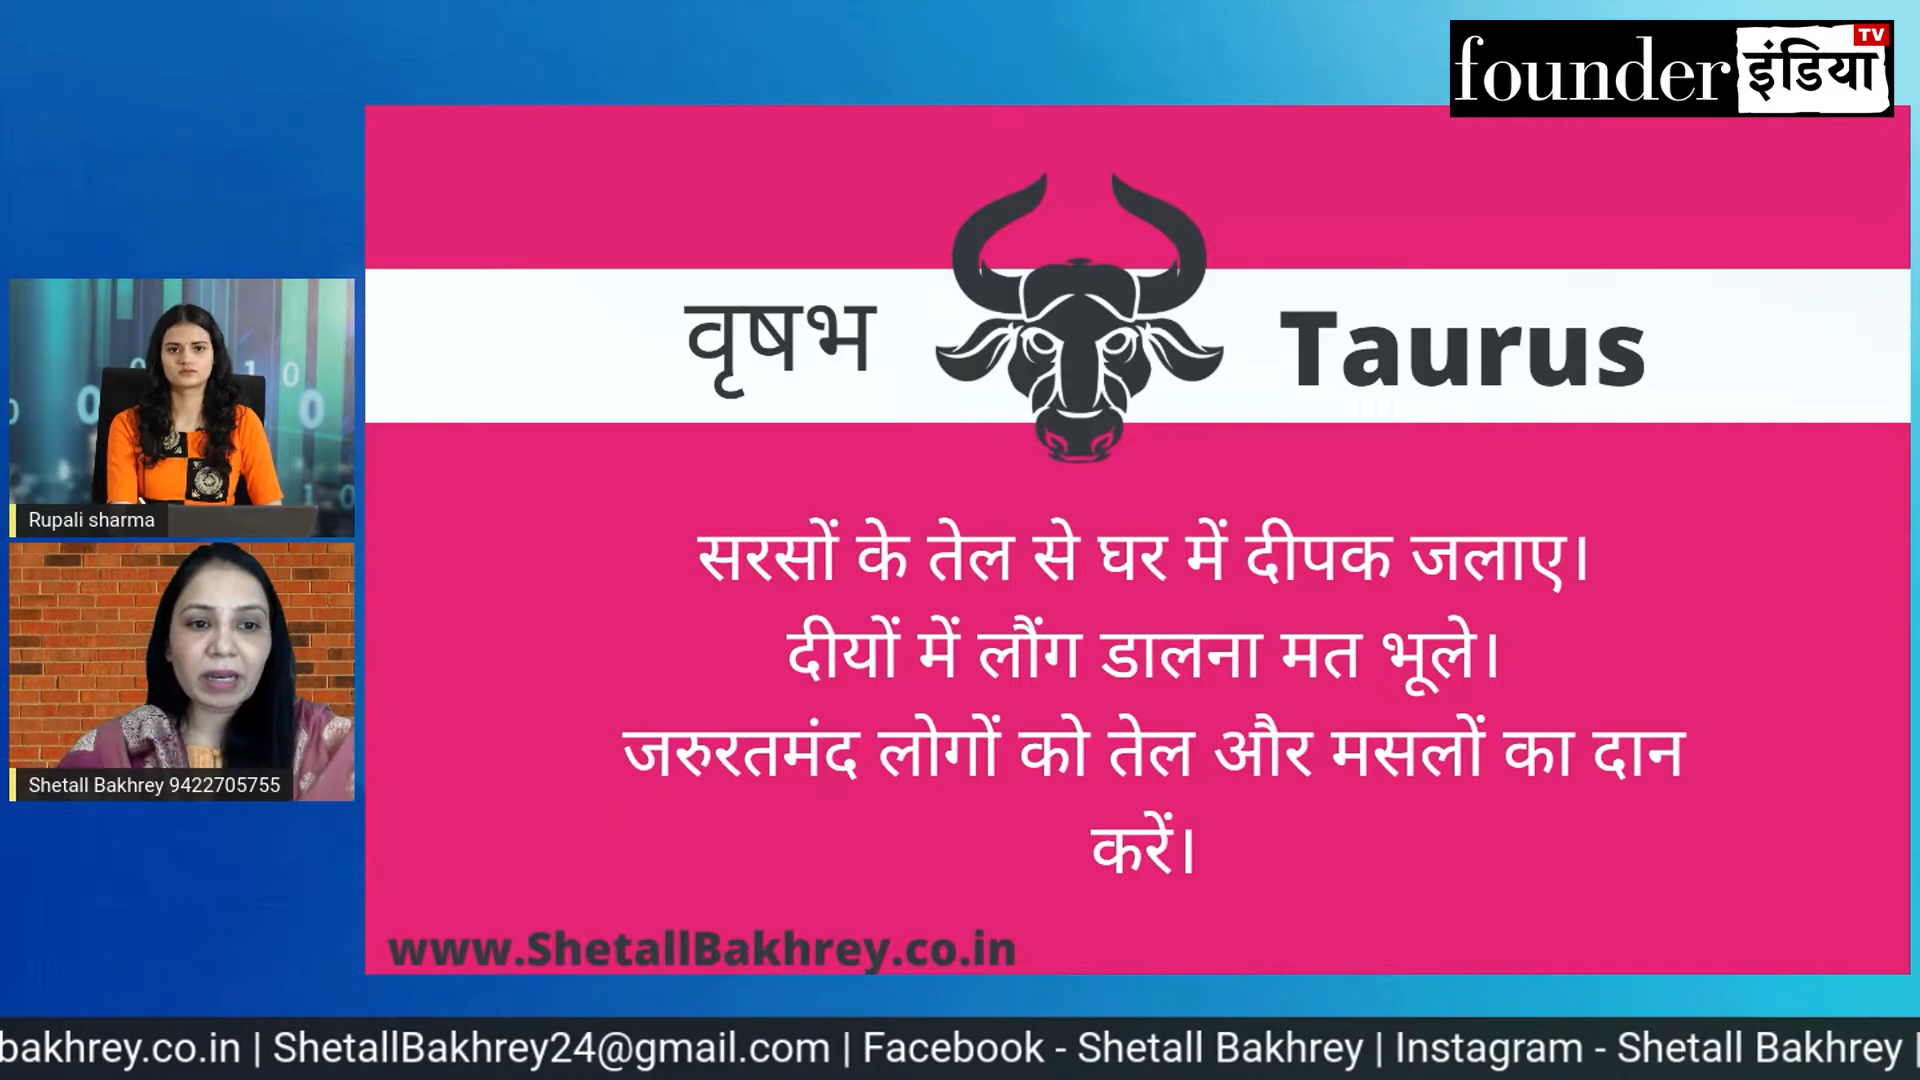 founder इंडिया TV
वृषभ Taurus
सरसों के तेल से घर में दीपक जलाए।
दीयों में लौंग डालना मत भूले।
जरुरतमंद लोगों को तेल और मसलों का दान
करें।
www.ShetallBakhrey.co.in
Rupali sharma
Shetall Bakhrey 9422705755
bakhrey.co.in | ShetallBakhrey24@gmail.com | Facebook - Shetall Bakhrey | Instagram - Shetall Bakhrey |